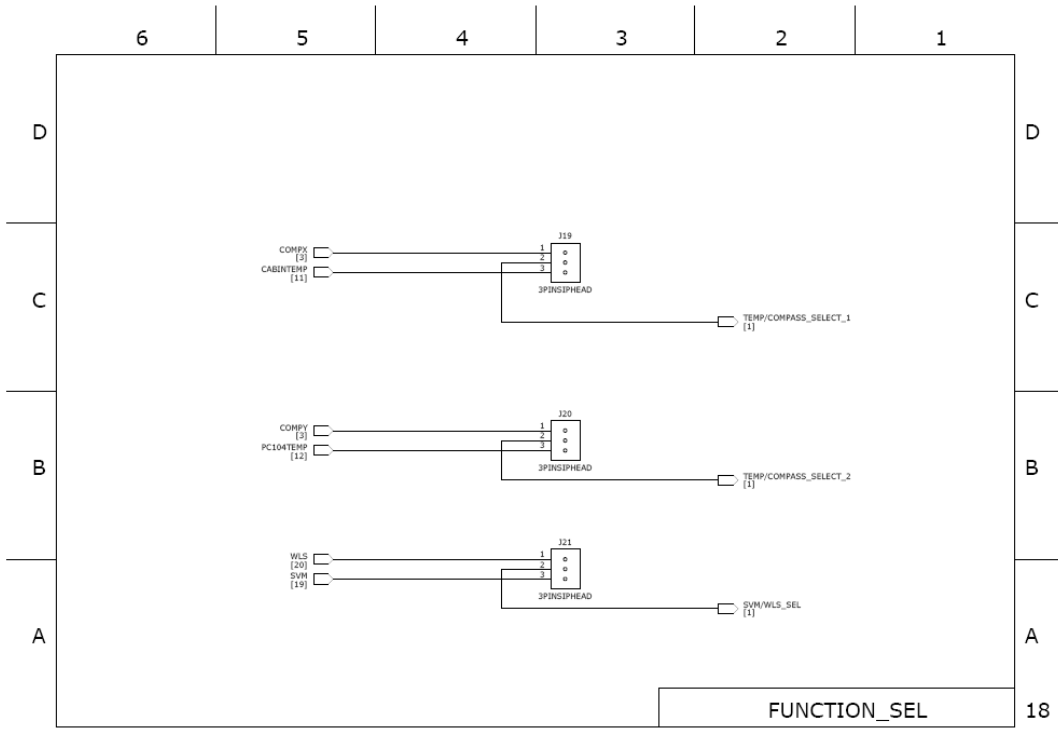 6 5 4 3 2 1
D D
J19
COMPX
[3]
1
2
CABINTEMP
[11]
3
3PINSIPHEAD
C C
TEMP/COMPASS_SELECT_1
[1]
J20
COMPY
[3]
1
2
PC104TEMP
[12]
3
3PINSIPHEAD
B B
TEMP/COMPASS_SELECT_2
[1]
J21
WLS
[20]
1
2
SVM
[19]
3
3PINSIPHEAD
SVM/WLS_SEL
[1]
A A
FUNCTION_SEL 18